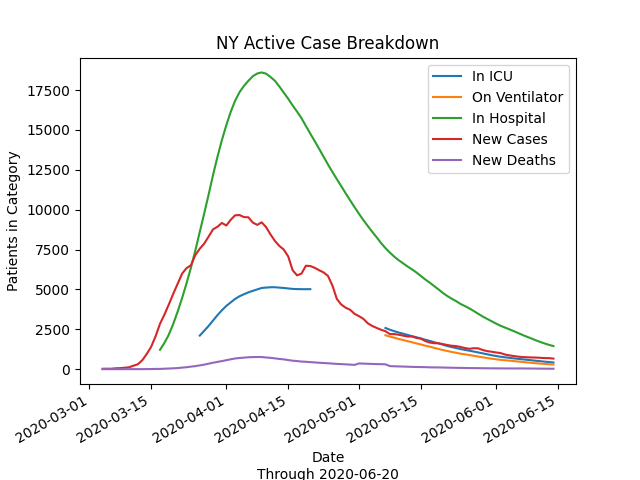 NY Active Case Breakdown
In ICU
On Ventilator
In Hospital
New Cases
New Deaths
Patients in Category
17500
15000
12500
10000
7500
5000
2500
0
2020-03-01
2020-03-15
2020-04-01
2020-04-15
2020-05-01
2020-05-15
2020-06-01
2020-06-15
Date
Through 2020-06-20